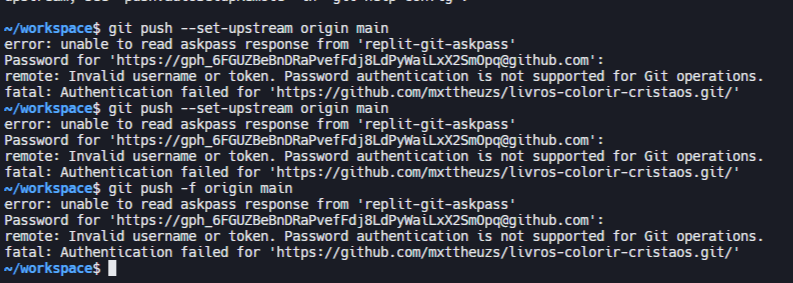 ~/workspace$ git push --set-upstream origin main
error: unable to read askpass response from 'replit-git-askpass'
Password for 'https://gph_6FGUZBeBnDRaPvefFdj8LdPyWaiLxX2SmOpq@github.com':
remote: Invalid username or token. Password authentication is not supported for Git operations.
fatal: Authentication failed for 'https://github.com/mxttheuzs/livros-colorir-cristaos.git/'
~/workspace$ git push --set-upstream origin main
error: unable to read askpass response from 'replit-git-askpass'
Password for 'https://gph_6FGUZBeBnDRaPvefFdj8LdPyWaiLxX2SmOpq@github.com':
remote: Invalid username or token. Password authentication is not supported for Git operations.
fatal: Authentication failed for 'https://github.com/mxttheuzs/livros-colorir-cristaos.git/'
~/workspace$ git push -f origin main
error: unable to read askpass response from 'replit-git-askpass'
Password for 'https://gph_6FGUZBeBnDRaPvefFdj8LdPyWaiLxX2SmOpq@github.com':
remote: Invalid username or token. Password authentication is not supported for Git operations.
fatal: Authentication failed for 'https://github.com/mxttheuzs/livros-colorir-cristaos.git/'
~/workspace$